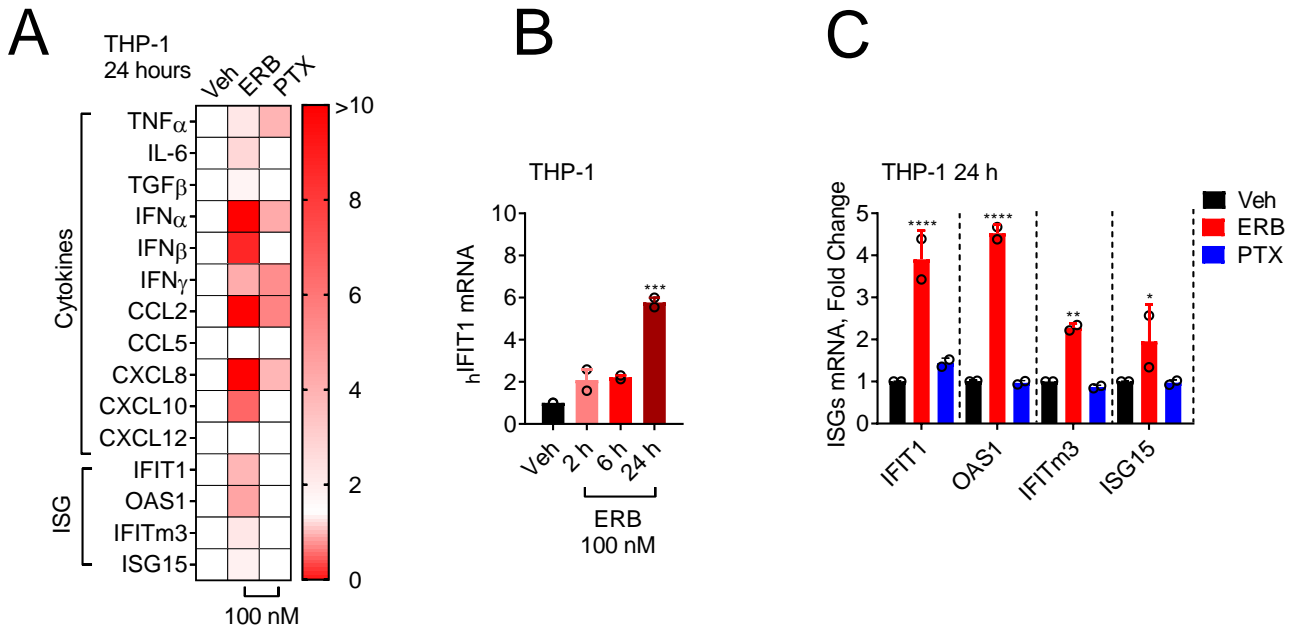 A
THP-1
24 hours
Veh
ERB
PTX
Cytokines
TNFα
IL-6
TGFβ
IFNα
IFNβ
IFNγ
CCL2
CCL5
CXCL8
CXCL10
CXCL12
ISG
IFIT1
OAS1
IFITm3
ISG15
100 nM
>10
8
6
4
2
0
B
THP-1
hIFIT1 mRNA
10
8
6
4
2
0
***
Veh
2 h
6 h
24 h
ERB
100 nM
C
THP-1 24 h
ISGs mRNA, Fold Change
5
4
3
2
1
0
****
****
**
*
IFIT1
OAS1
IFITm3
ISG15
Veh
ERB
PTX